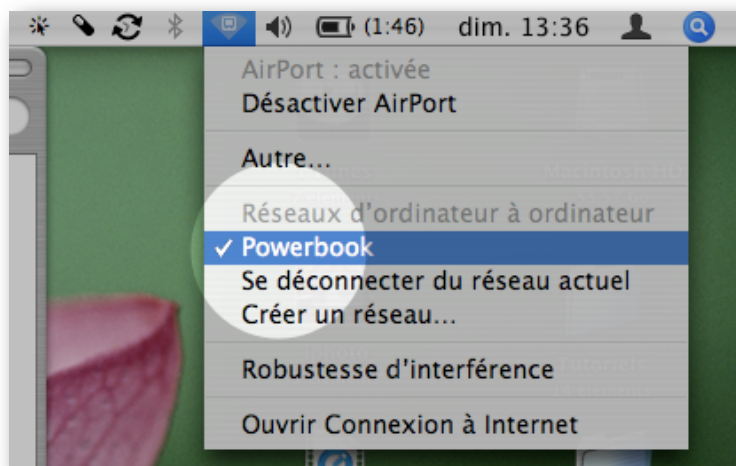 (1:46) dim. 13:36
AirPort : activée
Désactiver AirPort
Autre...
Réseaux d'ordinateur à ordinateur
✓ Powerbook
Se déconnecter du réseau actuel
Créer un réseau...
Robustesse d'interférence
Ouvrir Connexion à Internet